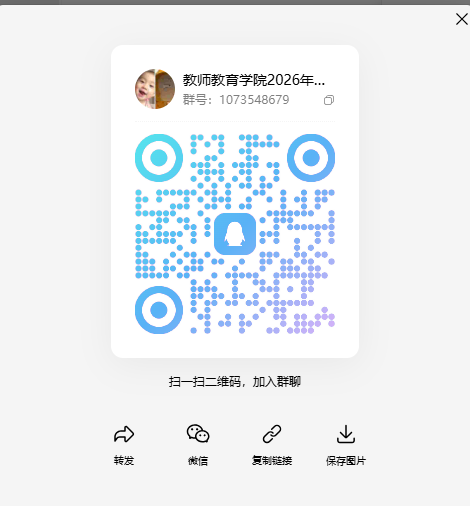 教师教育学院2026年...
群号：1073548679
扫一扫二维码，加入群聊
转发
微信
复制链接
保存图片